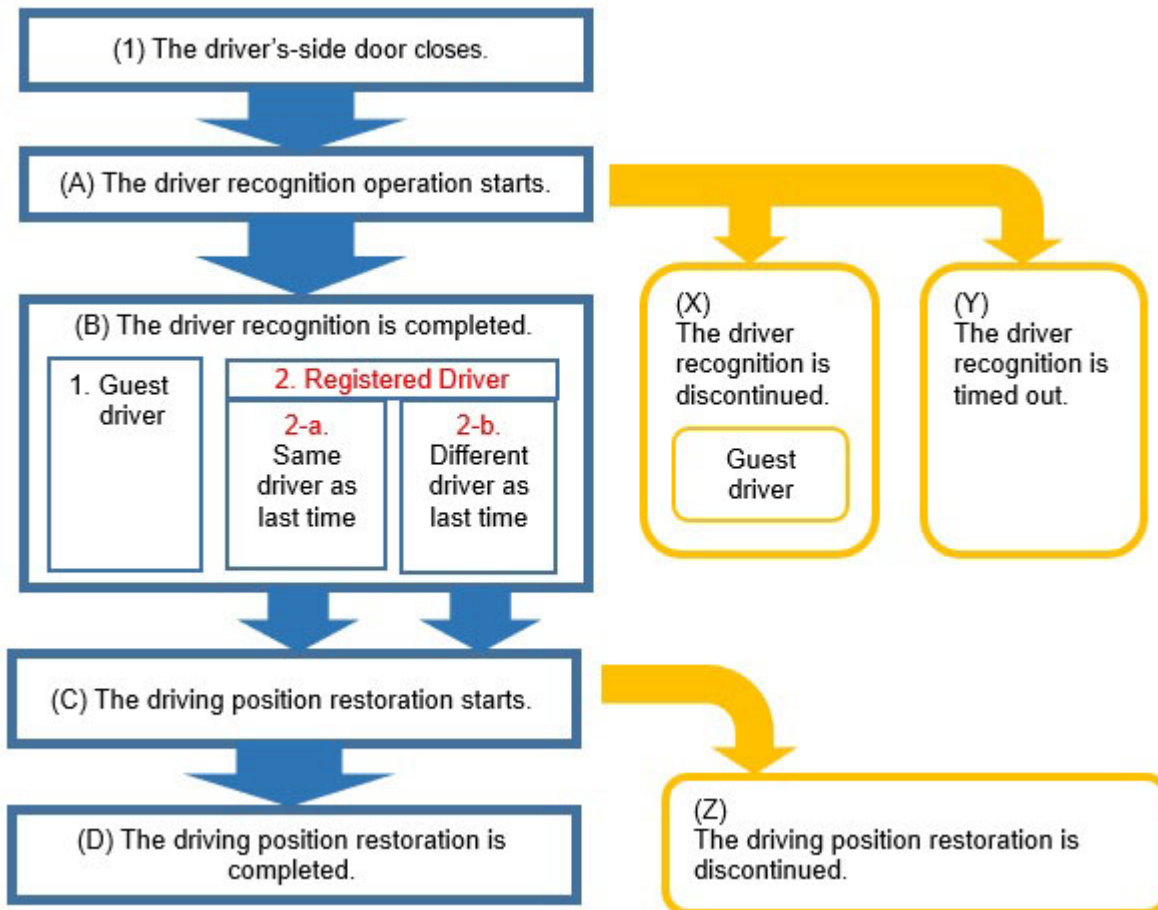 (1) The driver’s-side door closes.
(A) The driver recognition operation starts.
(B) The driver recognition is completed.
1. Guest
driver
2. Registered Driver
2-a.
Same
driver as
last time
2-b.
Different
driver as
last time
(X)
The driver
recognition is
discontinued.
Guest
driver
(Y)
The driver
recognition is
timed out.
(C) The driving position restoration starts.
(D) The driving position restoration is
completed.
(Z)
The driving position restoration is
discontinued.